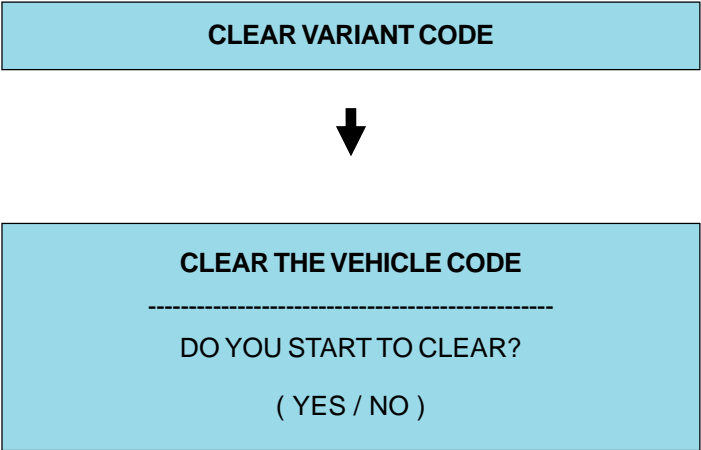 CLEAR VARIANT CODE
CLEAR THE VEHICLE CODE
--------------------------------------------------
DO YOU START TO CLEAR?
( YES / NO )